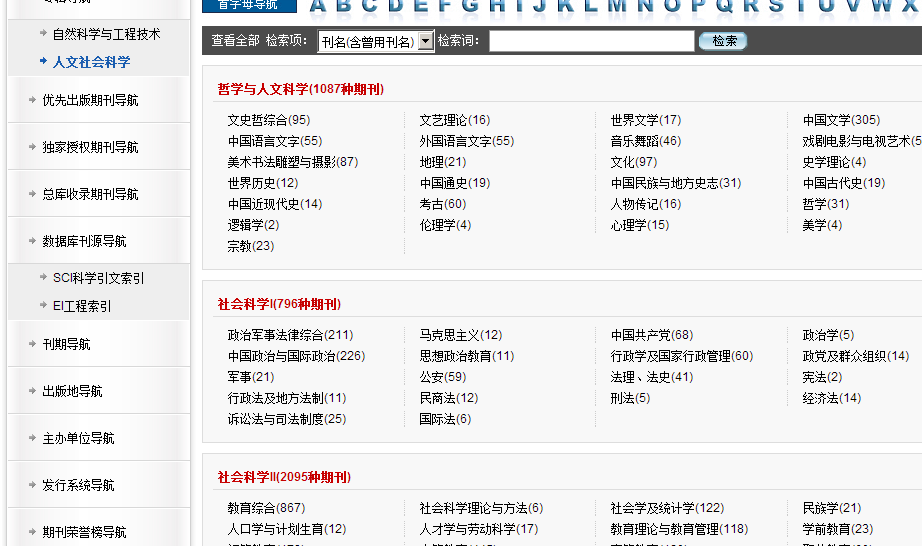 首字母导航 A B C D E F G H I J K L M N O P Q R S T U V W X
查看全部 检索项： 刊名(含曾用刊名) 检索词： 检索
自然科学与工程技术
人文社会科学
优先出版期刊导航
独家授权期刊导航
总库收录期刊导航
数据库刊源导航
SCI科学引文索引
EI工程索引
刊期导航
出版地导航
主办单位导航
发行系统导航
期刊荣誉榜导航
哲学与人文科学(1087种期刊)
文史哲综合(95) 文艺理论(16) 世界文学(17) 中国文学(305)
中国语言文字(55) 外国语言文字(55) 音乐舞蹈(46) 戏剧电影与电视艺术(5
美术书法雕塑与摄影(87) 地理(21) 文化(97) 史学理论(4)
世界历史(12) 中国通史(19) 中国民族与地方史志(31) 中国古代史(19)
中国近现代史(14) 考古(60) 人物传记(16) 哲学(31)
逻辑学(2) 伦理学(4) 心理学(15) 美学(4)
宗教(23)
社会科学I(796种期刊)
政治军事法律综合(211) 马克思主义(12) 中国共产党(68) 政治学(5)
中国政治与国际政治(226) 思想政治教育(11) 行政学及国家行政管理(60) 政党及群众组织(14)
军事(21) 公安(59) 法理、法史(41) 宪法(2)
行政法及地方法制(11) 民商法(12) 刑法(5) 经济法(14)
诉讼法与司法制度(25) 国际法(6)
社会科学II(2095种期刊)
教育综合(867) 社会科学理论与方法(6) 社会学及统计学(122) 民族学(21)
人口学与计划生育(12) 人才学与劳动科学(17) 教育理论与教育管理(118) 学前教育(23)